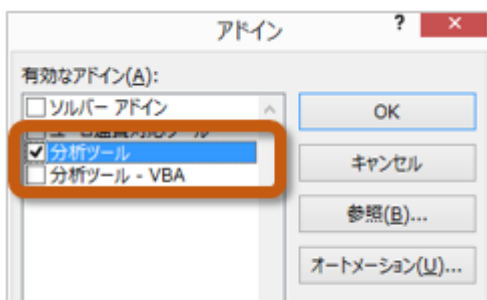 アドイン
?
×
有効なアドイン(A):
ソルバー アドイン
分析ツール
分析ツール - VBA
OK
キャンセル
参照(B)...
オートメーション(U)...